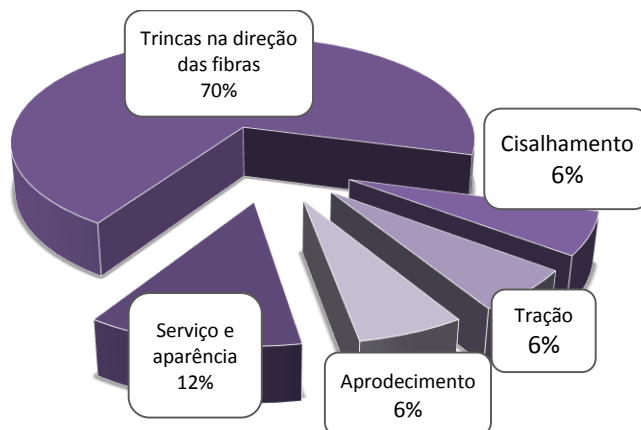 Trincas na direção
das fibras
70%
Cisalhamento
6%
Tração
6%
Aprodecimento
6%
Serviço e
aparência
12%